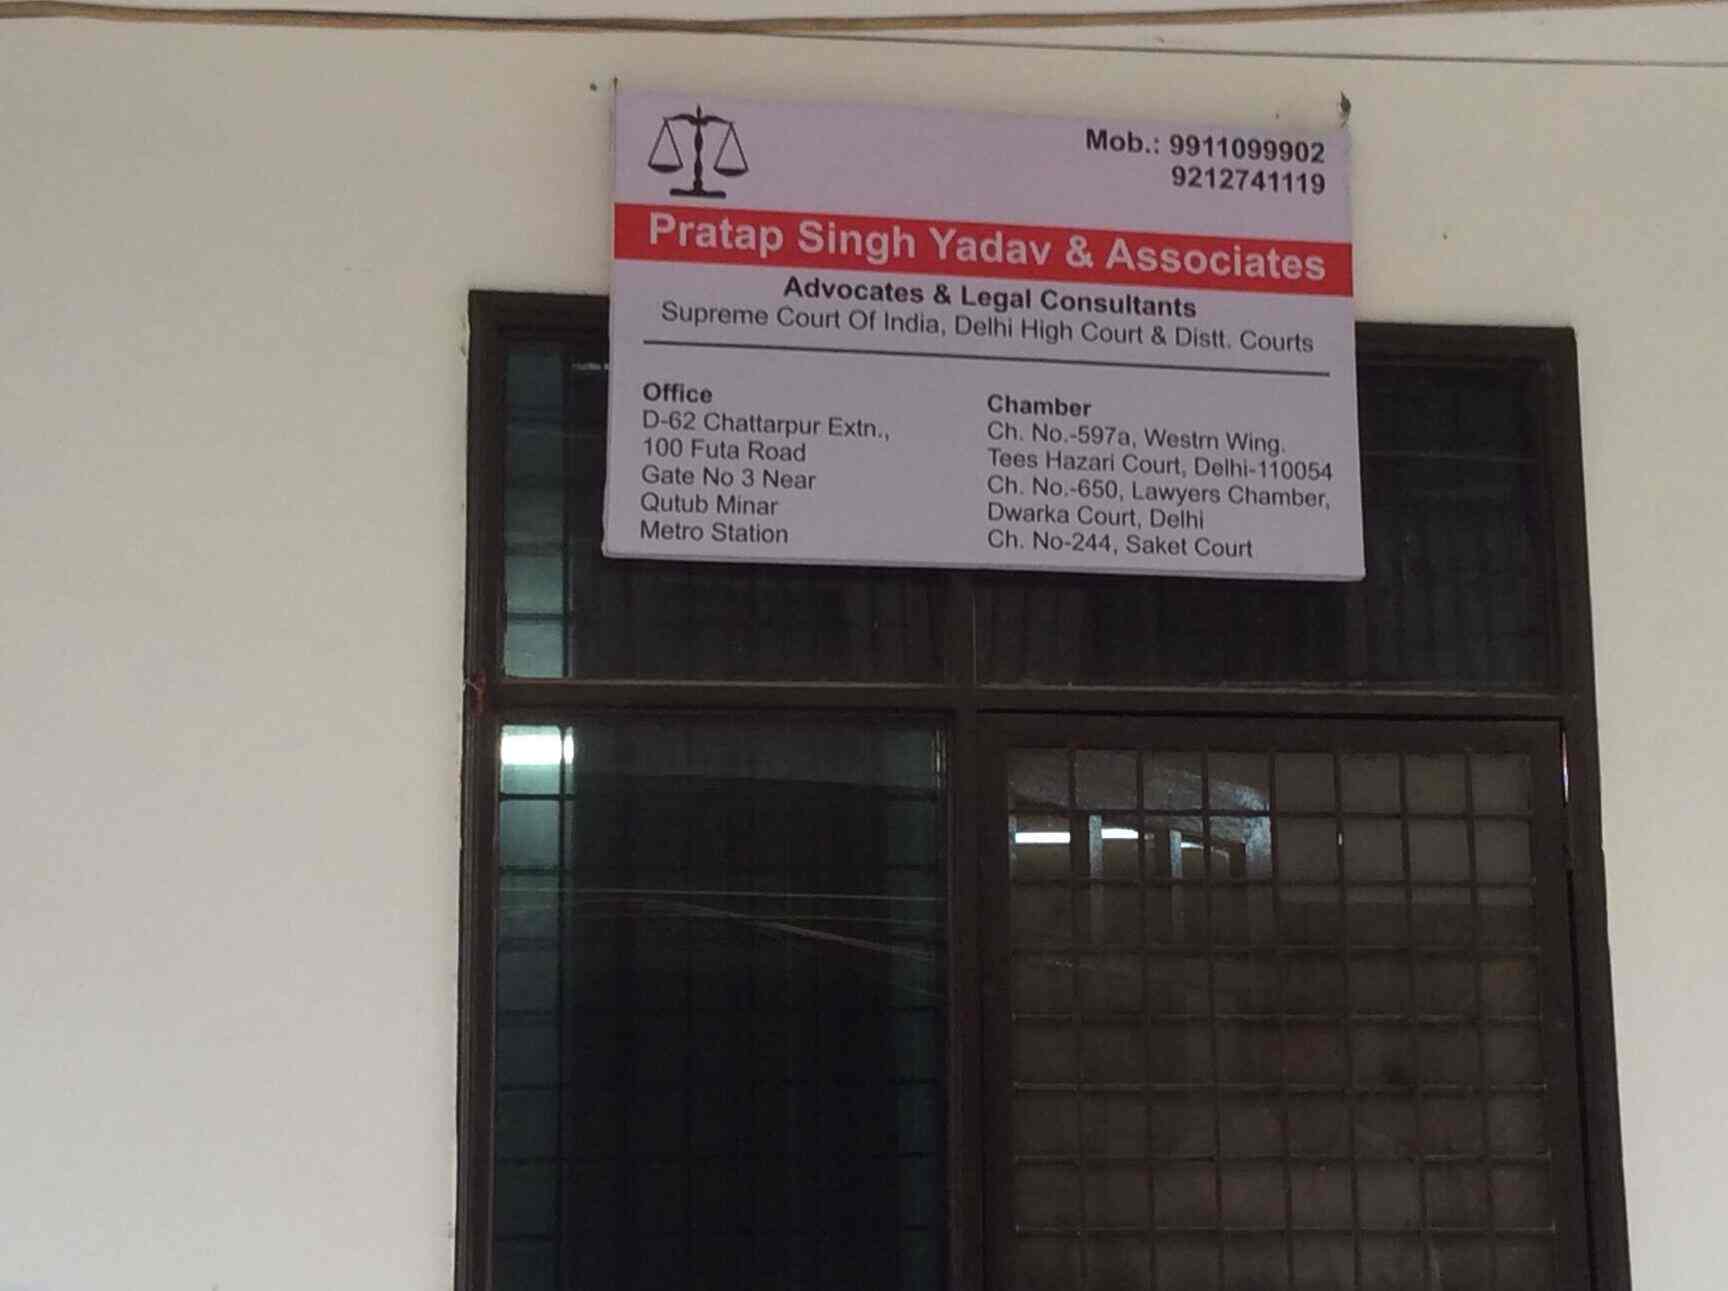 Mob.: 9911099902
9212741119
Pratap Singh Yadav & Associates
Advocates & Legal Consultants
Supreme Court Of India, Delhi High Court & Distt. Courts
Office
D-62 Chattarpur Extn.,
100 Futa Road
Gate No 3 Near
Qutub Minar
Metro Station
Chamber
Ch. No.-597a, Westrn Wing.
Tees Hazari Court, Delhi-110054
Ch. No.-650, Lawyers Chamber,
Dwarka Court, Delhi
Ch. No-244, Saket Court